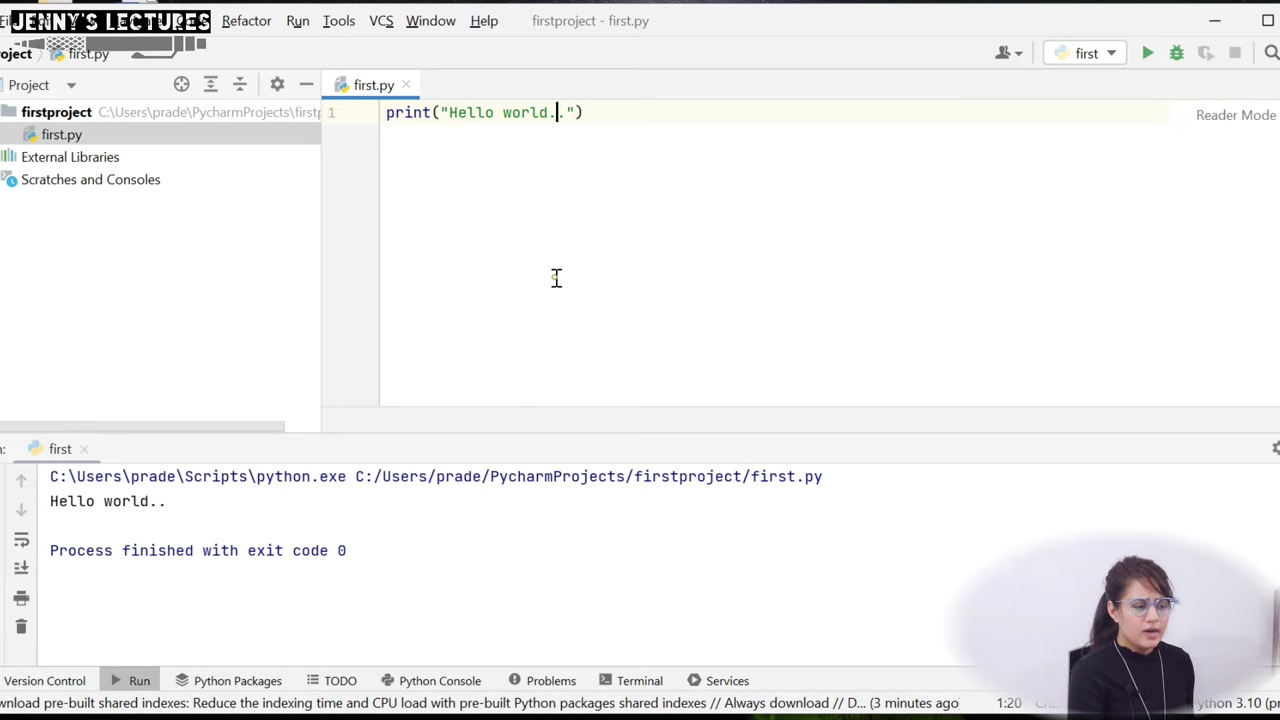 JENNY'S LECTURES
Refactor Run Tools VCS Window Help firstproject - first.py
oject first.py first
Project first.py
firstproject C:\Users\prade\PycharmProjects\firstp
1 print("Hello world..")
Reader Mode
first.py
External Libraries
Scratches and Consoles
first
C:\Users\prade\Scripts\python.exe C:/Users/prade/PycharmProjects/firstproject/first.py
Hello world..
Process finished with exit code 0
Version Control Run Python Packages TODO Python Console Problems Terminal Services
wnload pre-built shared indexes: Reduce the indexing time and CPU load with pre-built Python packages shared indexes // Always download // D... (3 minutes ago) 1:20 ython 3.10 (p